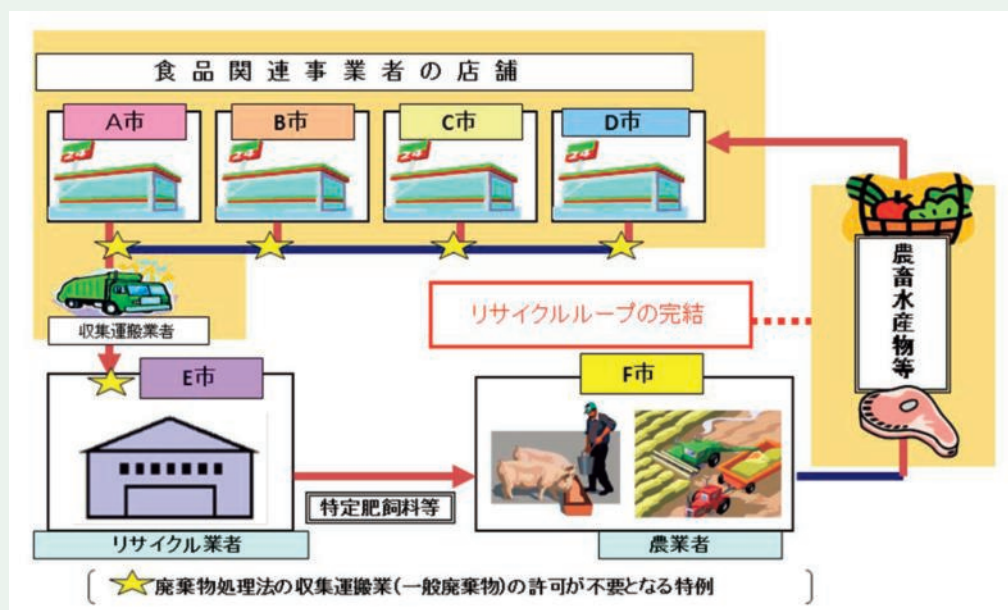 食品関連事業者の店舗
A市
B市
C市
D市
収集運搬業者
リサイクルループの完結
農畜水産物等
E市
F市
特定肥飼料等
リサイクル業者
農業者
廃棄物処理法の収集運搬業(一般廃棄物)の許可が不要となる特例